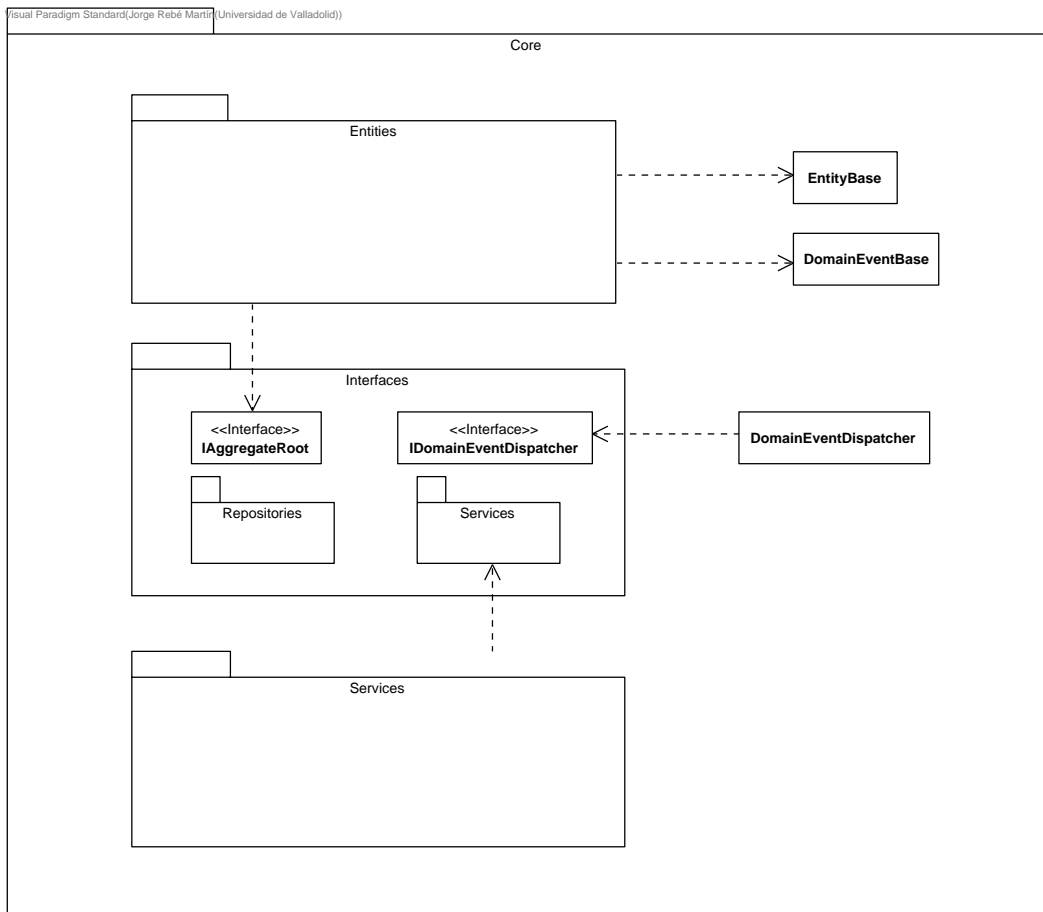 Visual Paradigm Standard(Jorge Rebé Martín(Universidad de Valladolid))
Core
Entities
EntityBase
DomainEventBase
Interfaces
<<Interface>>
IAggregateRoot
<<Interface>>
IDomainEventDispatcher
DomainEventDispatcher
Repositories
Services
Services